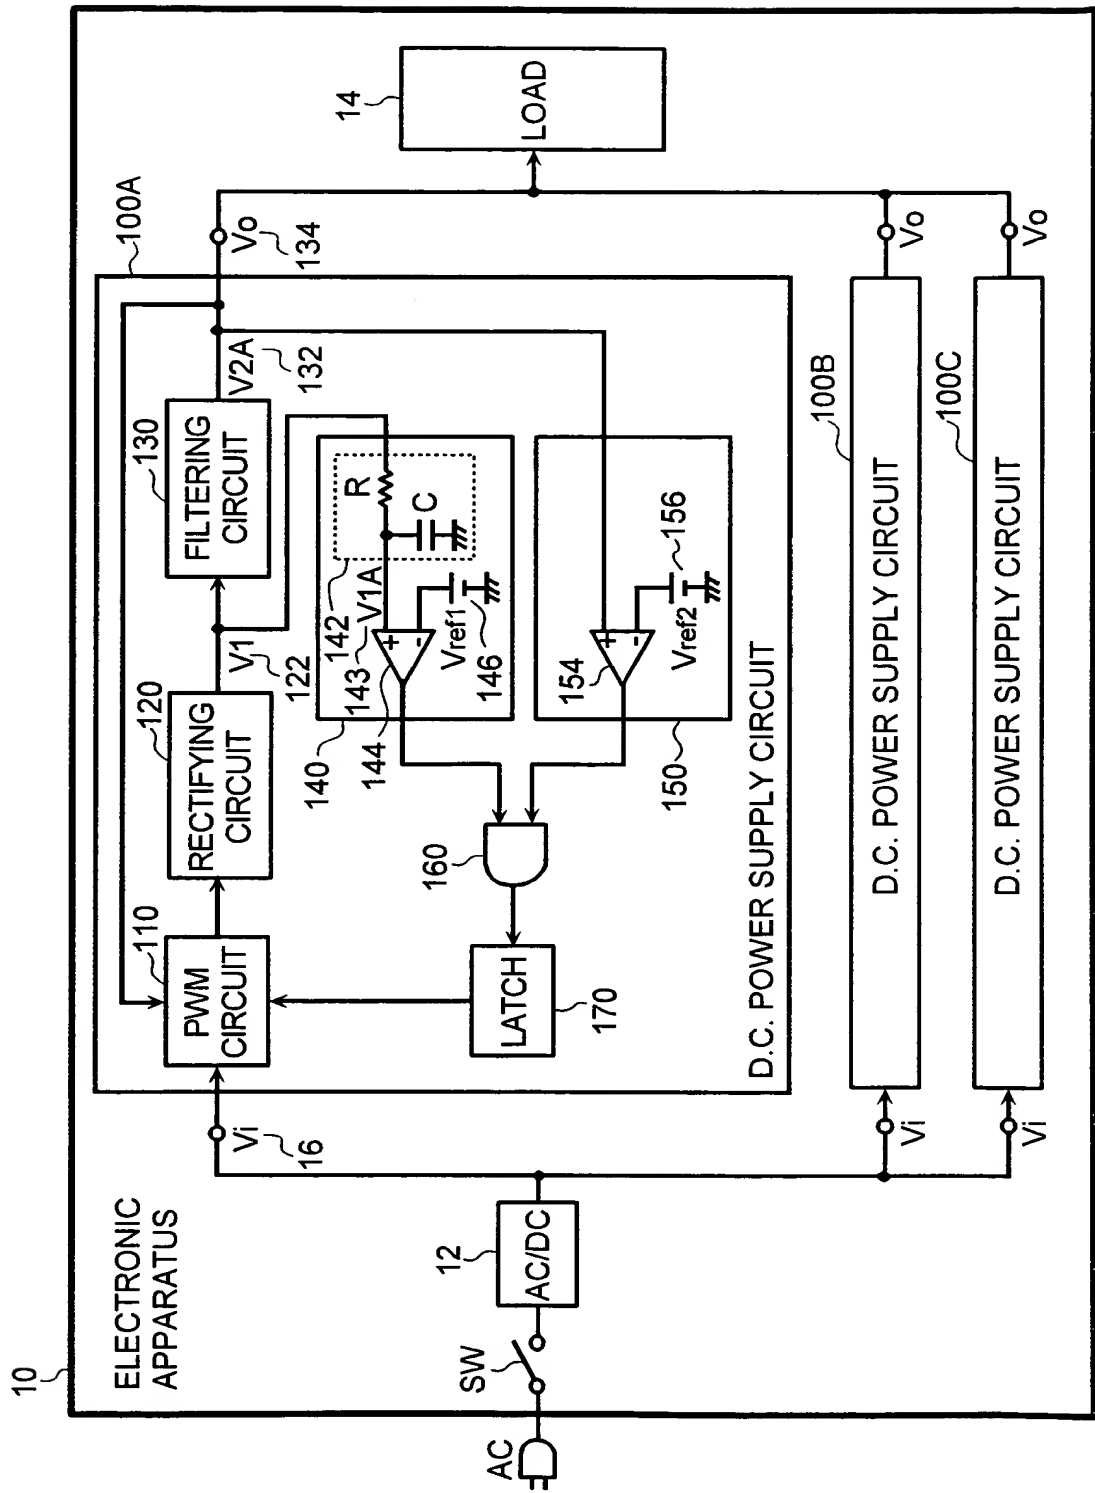 10
ELECTRONIC
APPARATUS
AC
SW
12
AC/DC
Vi
16
110
PWM
CIRCUIT
120
RECTIFYING
CIRCUIT
V1
122
130
FILTERING
CIRCUIT
V2A
132
100A
Vo
134
14
LOAD
140
142
143
V1A
R
C
144
Vref1
146
150
154
Vref2
156
160
LATCH
170
D.C. POWER SUPPLY CIRCUIT
100B
D.C. POWER SUPPLY CIRCUIT
Vi
Vo
100C
D.C. POWER SUPPLY CIRCUIT
Vi
Vo
+
-
+
-